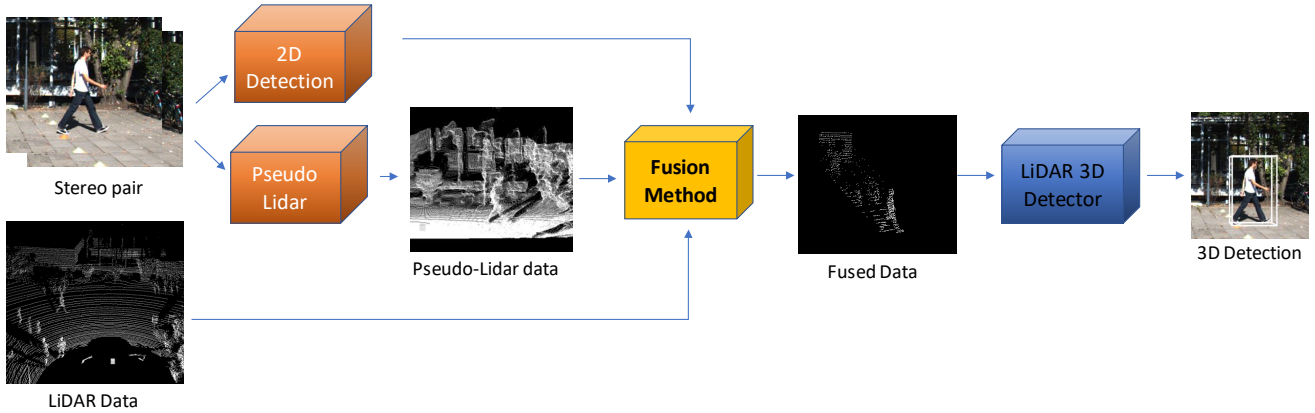 2D
Detection
Stereo pair
Pseudo
Lidar
Pseudo-Lidar data
Fusion
Method
Fused Data
LiDAR 3D
Detector
3D Detection
LiDAR Data